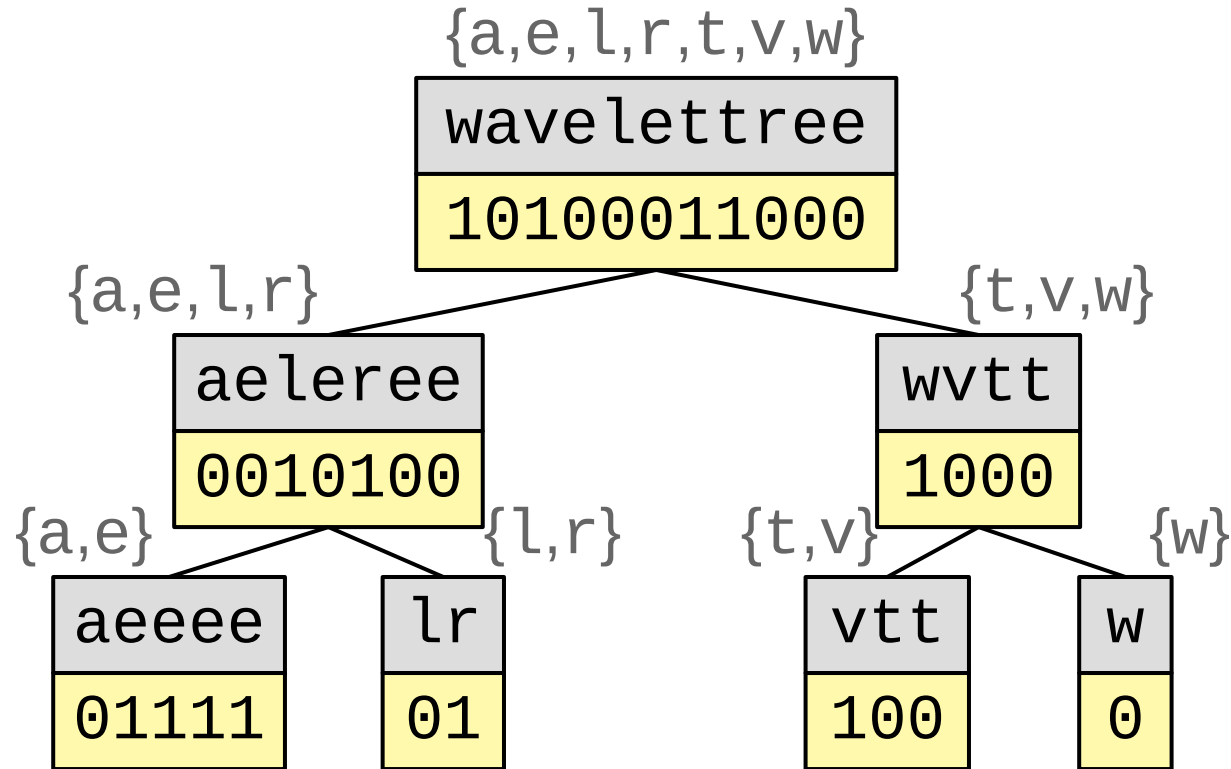 {a,e,l,r,t,v,w}
wavelettree
10100011000
{a,e,l,r}
{t,v,w}
aeleree
wvtt
0010100
1000
{a,e}
{l,r}
{t,v}
{w}
aeeee
lr
vtt
w
01111
01
100
0